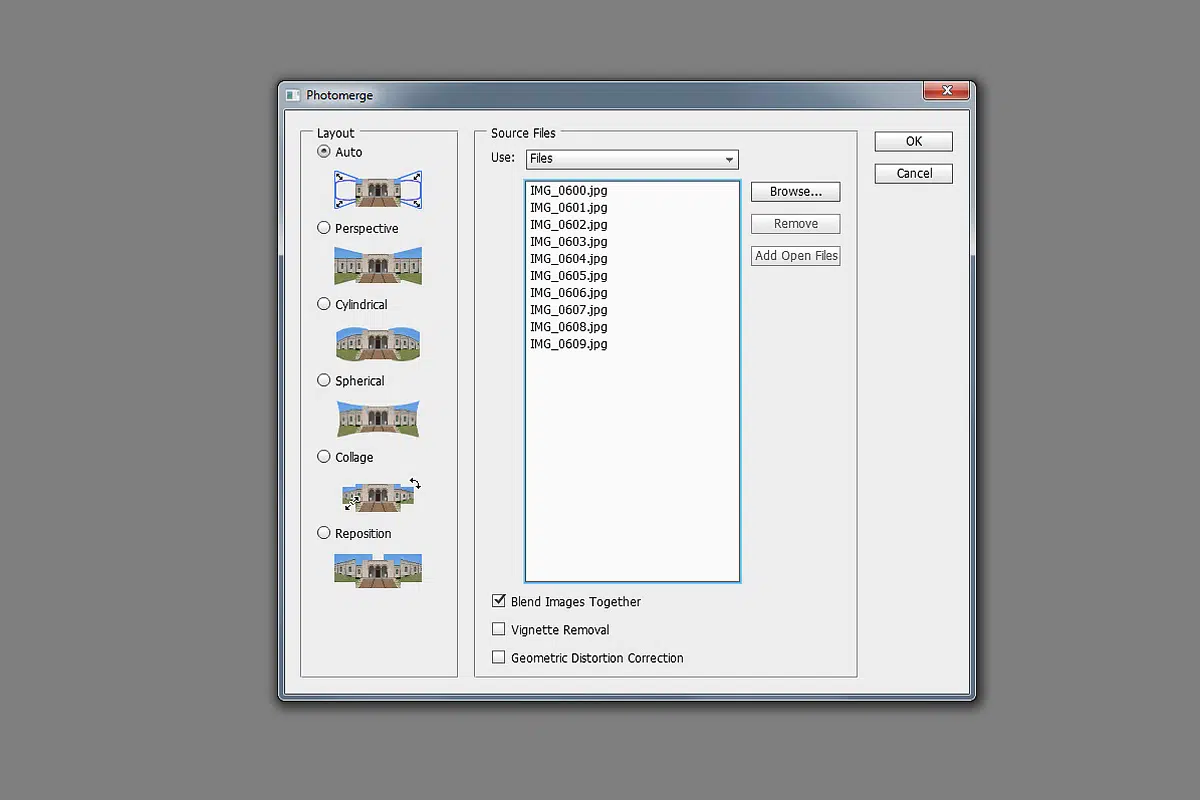 Photomerge
Layout
Auto
Perspective
Cylindrical
Spherical
Collage
Reposition
Source Files
Use:
Files
IMG_0600.jpg
IMG_0601.jpg
IMG_0602.jpg
IMG_0603.jpg
IMG_0604.jpg
IMG_0605.jpg
IMG_0606.jpg
IMG_0607.jpg
IMG_0608.jpg
IMG_0609.jpg
Browse...
Remove
Add Open Files
Blend Images Together
Vignette Removal
Geometric Distortion Correction
OK
Cancel